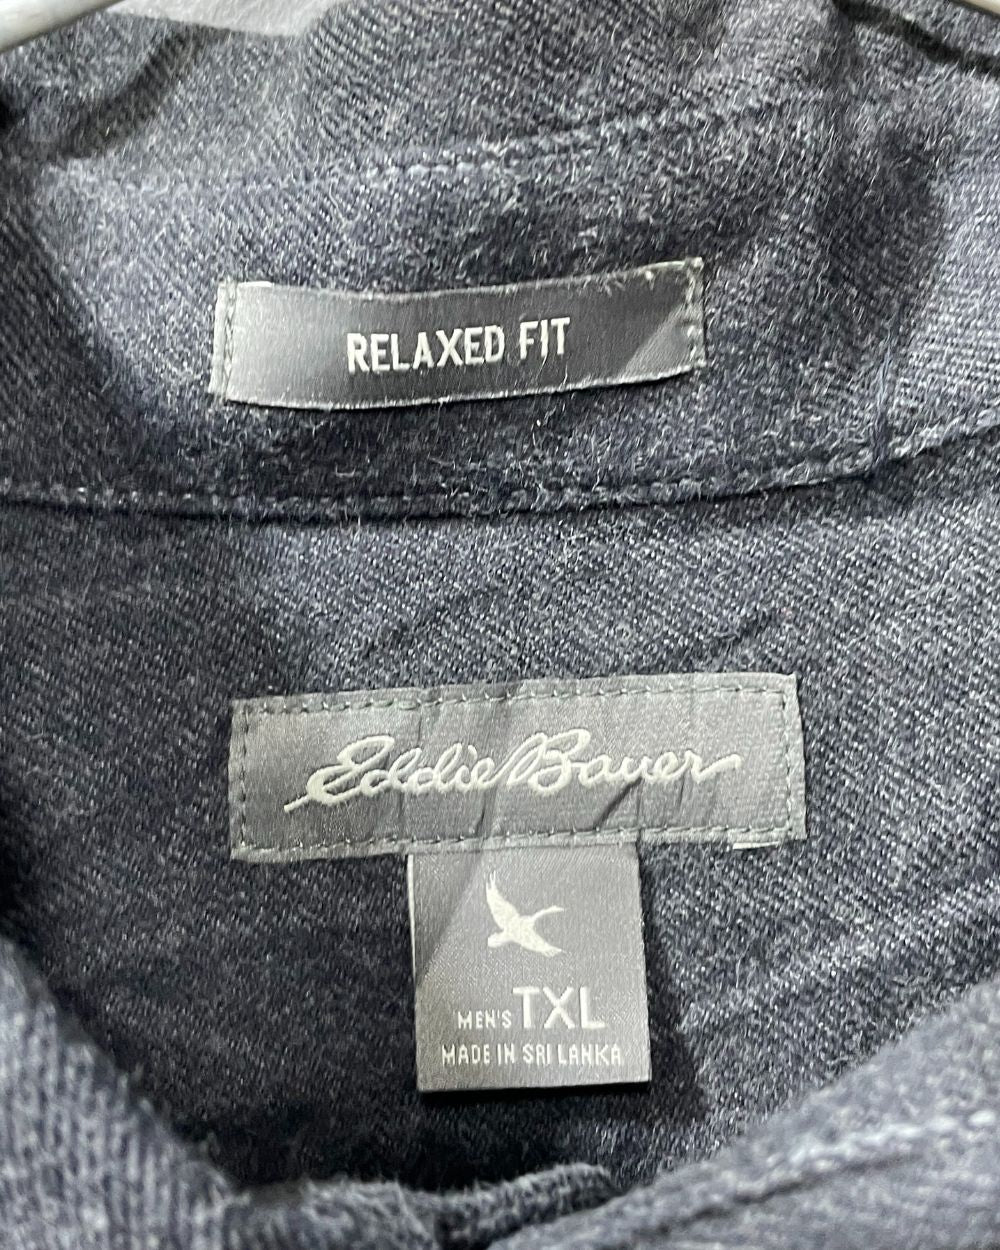 RELAXED FIT
Eddie Bauer
MEN'S TXL
MADE IN SRI LANKA